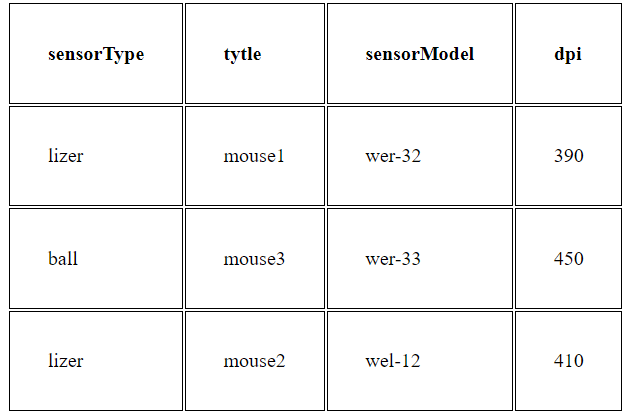 sensorType tytle sensorModel dpi
lizer mouse1 wer-32 390
ball mouse3 wer-33 450
lizer mouse2 wel-12 410